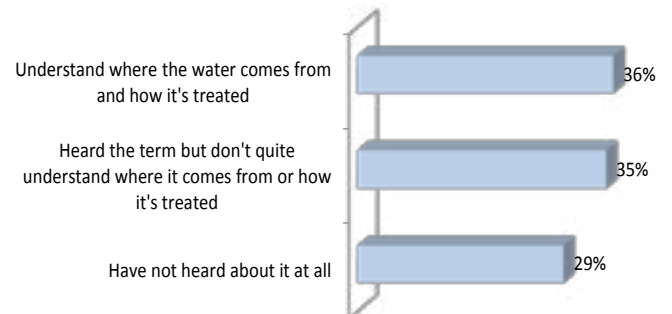 Understand where the water comes from
and how it's treated
36%
Heard the term but don't quite
understand where it comes from or how
it's treated
35%
Have not heard about it at all
29%